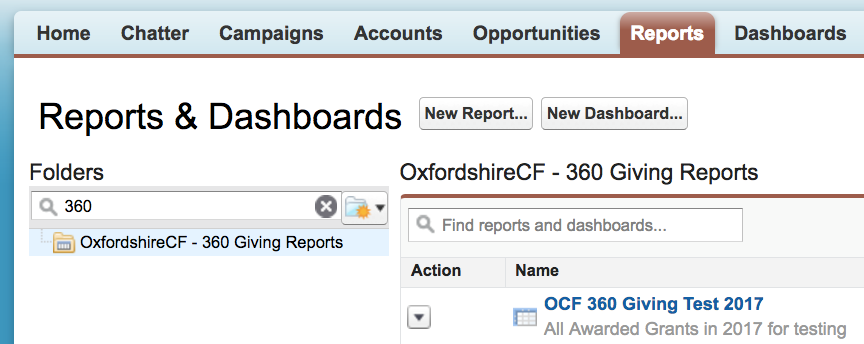 Home Chatter Campaigns Accounts Opportunities Reports Dashboards
Reports & Dashboards New Report... New Dashboard...
Folders
360
OxfordshireCF - 360 Giving Reports
OxfordshireCF - 360 Giving Reports
Find reports and dashboards...
Action Name
OCF 360 Giving Test 2017
All Awarded Grants in 2017 for testing